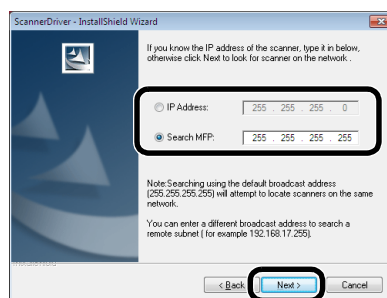 ScannerDriver - InstallShield Wizard
If you know the IP address of the scanner, type it in below,
otherwise click Next to look for scanner on the network .
IP Address: 255 . 255 . 255 . 0
Search MFP: 255 . 255 . 255 . 255
Note:Searching using the default broadcast address
(255.255.255.255) will attempt to locate scanners on the same
network.
You can enter a different broadcast address to search a
remote subnet ( for example 192.168.17.255).
InstallShield
< Back Next > Cancel